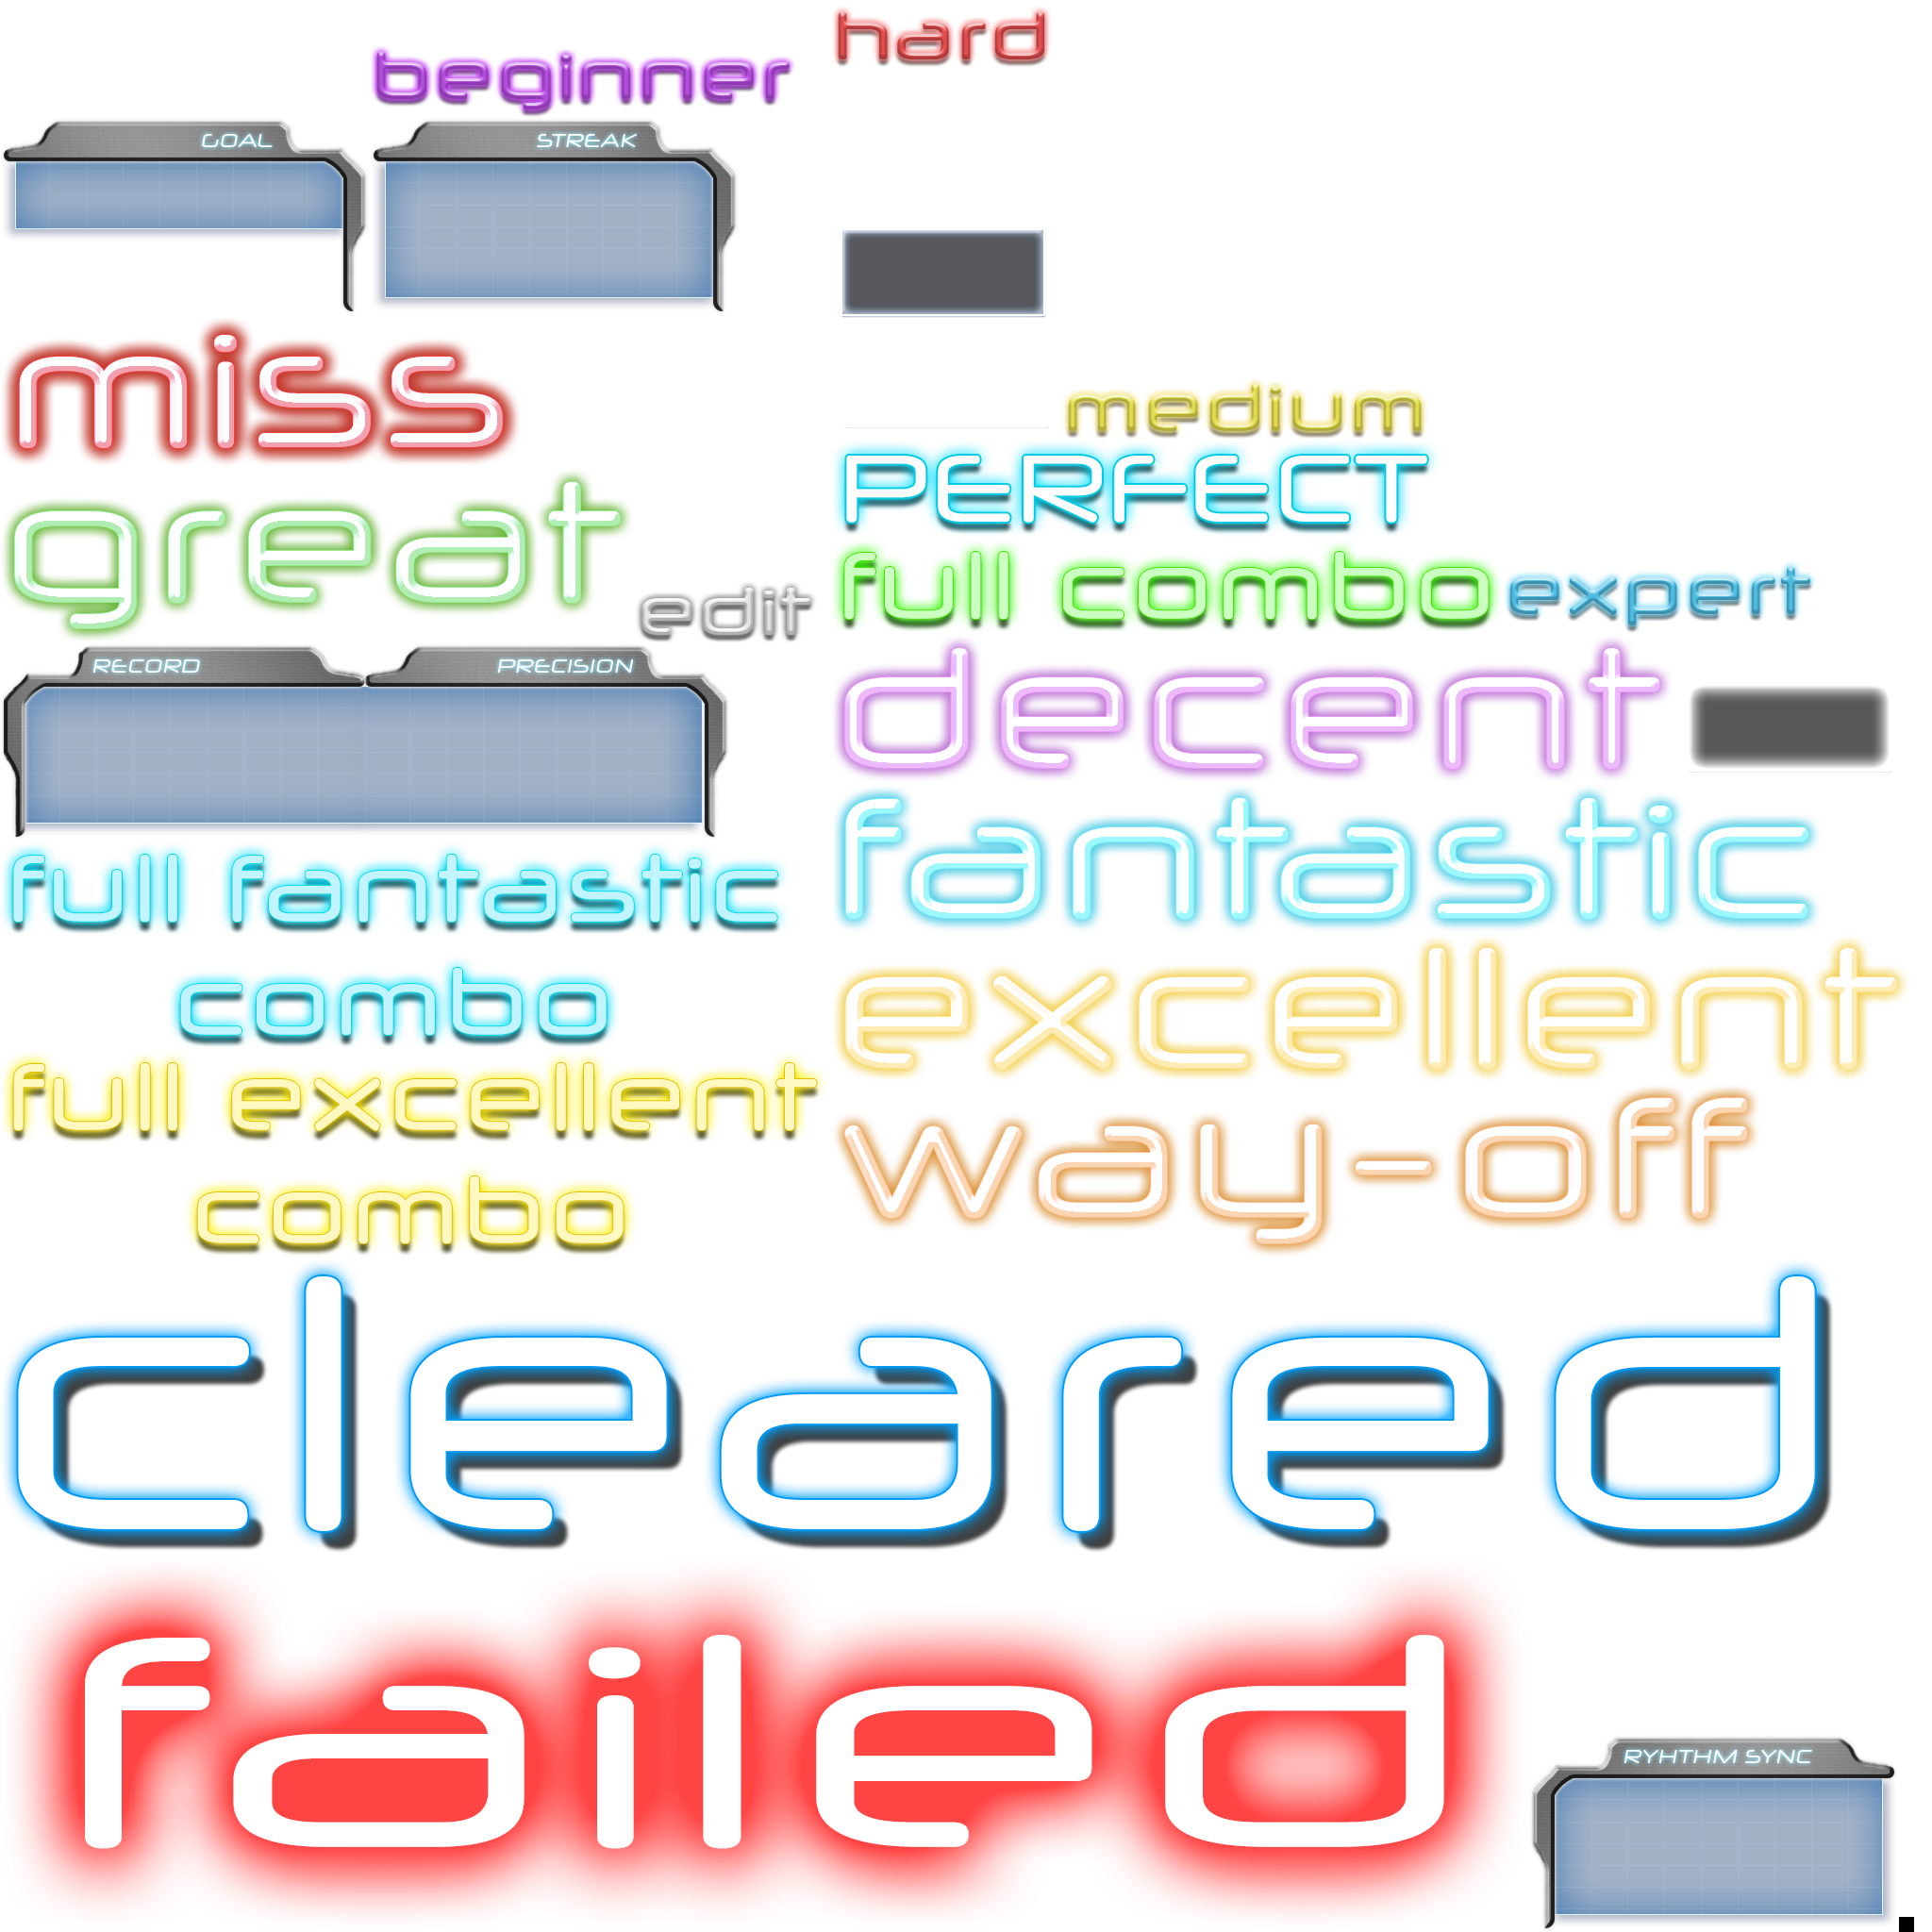 hard
beginner
GOAL
STREAK
miss
medium
PERFECT
great
full combo
expert
edit
RECORD
PRECISION
decent
fantastic
full fantastic
combo
excellent
full excellent
combo
way-off
cleared
failed
RYHTHM SYNC